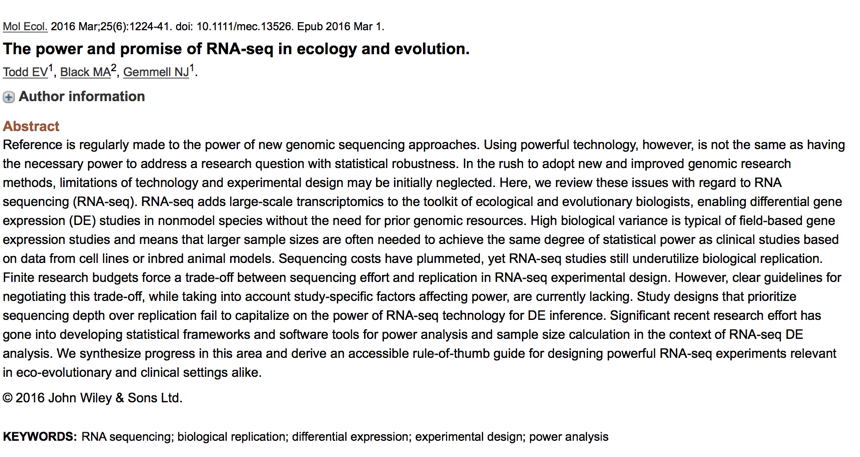 Mol Ecol. 2016 Mar;25(6):1224-41. doi: 10.1111/mec.13526. Epub 2016 Mar 1.
The power and promise of RNA-seq in ecology and evolution.
Todd EV1, Black MA2, Gemmell NJ1.
Author information
Abstract
Reference is regularly made to the power of new genomic sequencing approaches. Using powerful technology, however, is not the same as having
the necessary power to address a research question with statistical robustness. In the rush to adopt new and improved genomic research
methods, limitations of technology and experimental design may be initially neglected. Here, we review these issues with regard to RNA
sequencing (RNA-seq). RNA-seq adds large-scale transcriptomics to the toolkit of ecological and evolutionary biologists, enabling differential gene
expression (DE) studies in nonmodel species without the need for prior genomic resources. High biological variance is typical of field-based gene
expression studies and means that larger sample sizes are often needed to achieve the same degree of statistical power as clinical studies based
on data from cell lines or inbred animal models. Sequencing costs have plummeted, yet RNA-seq studies still underutilize biological replication.
Finite research budgets force a trade-off between sequencing effort and replication in RNA-seq experimental design. However, clear guidelines for
negotiating this trade-off, while taking into account study-specific factors affecting power, are currently lacking. Study designs that prioritize
sequencing depth over replication fail to capitalize on the power of RNA-seq technology for DE inference. Significant recent research effort has
gone into developing statistical frameworks and software tools for power analysis and sample size calculation in the context of RNA-seq DE
analysis. We synthesize progress in this area and derive an accessible rule-of-thumb guide for designing powerful RNA-seq experiments relevant
in eco-evolutionary and clinical settings alike.
© 2016 John Wiley & Sons Ltd.
KEYWORDS: RNA sequencing; biological replication; differential expression; experimental design; power analysis